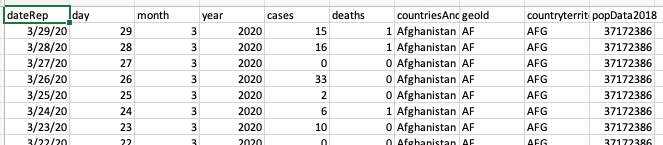 dateRep day month year cases deaths countriesAnd geoId countryterrit popData2018
3/29/20 29 3 2020 15 1 Afghanistan AF AFG 37172386
3/28/20 28 3 2020 16 1 Afghanistan AF AFG 37172386
3/27/20 27 3 2020 0 0 Afghanistan AF AFG 37172386
3/26/20 26 3 2020 33 0 Afghanistan AF AFG 37172386
3/25/20 25 3 2020 2 0 Afghanistan AF AFG 37172386
3/24/20 24 3 2020 6 1 Afghanistan AF AFG 37172386
3/23/20 23 3 2020 10 0 Afghanistan AF AFG 37172386
3/22/20 22 3 2020 0 0 Afghanistan AF AFG 37172386